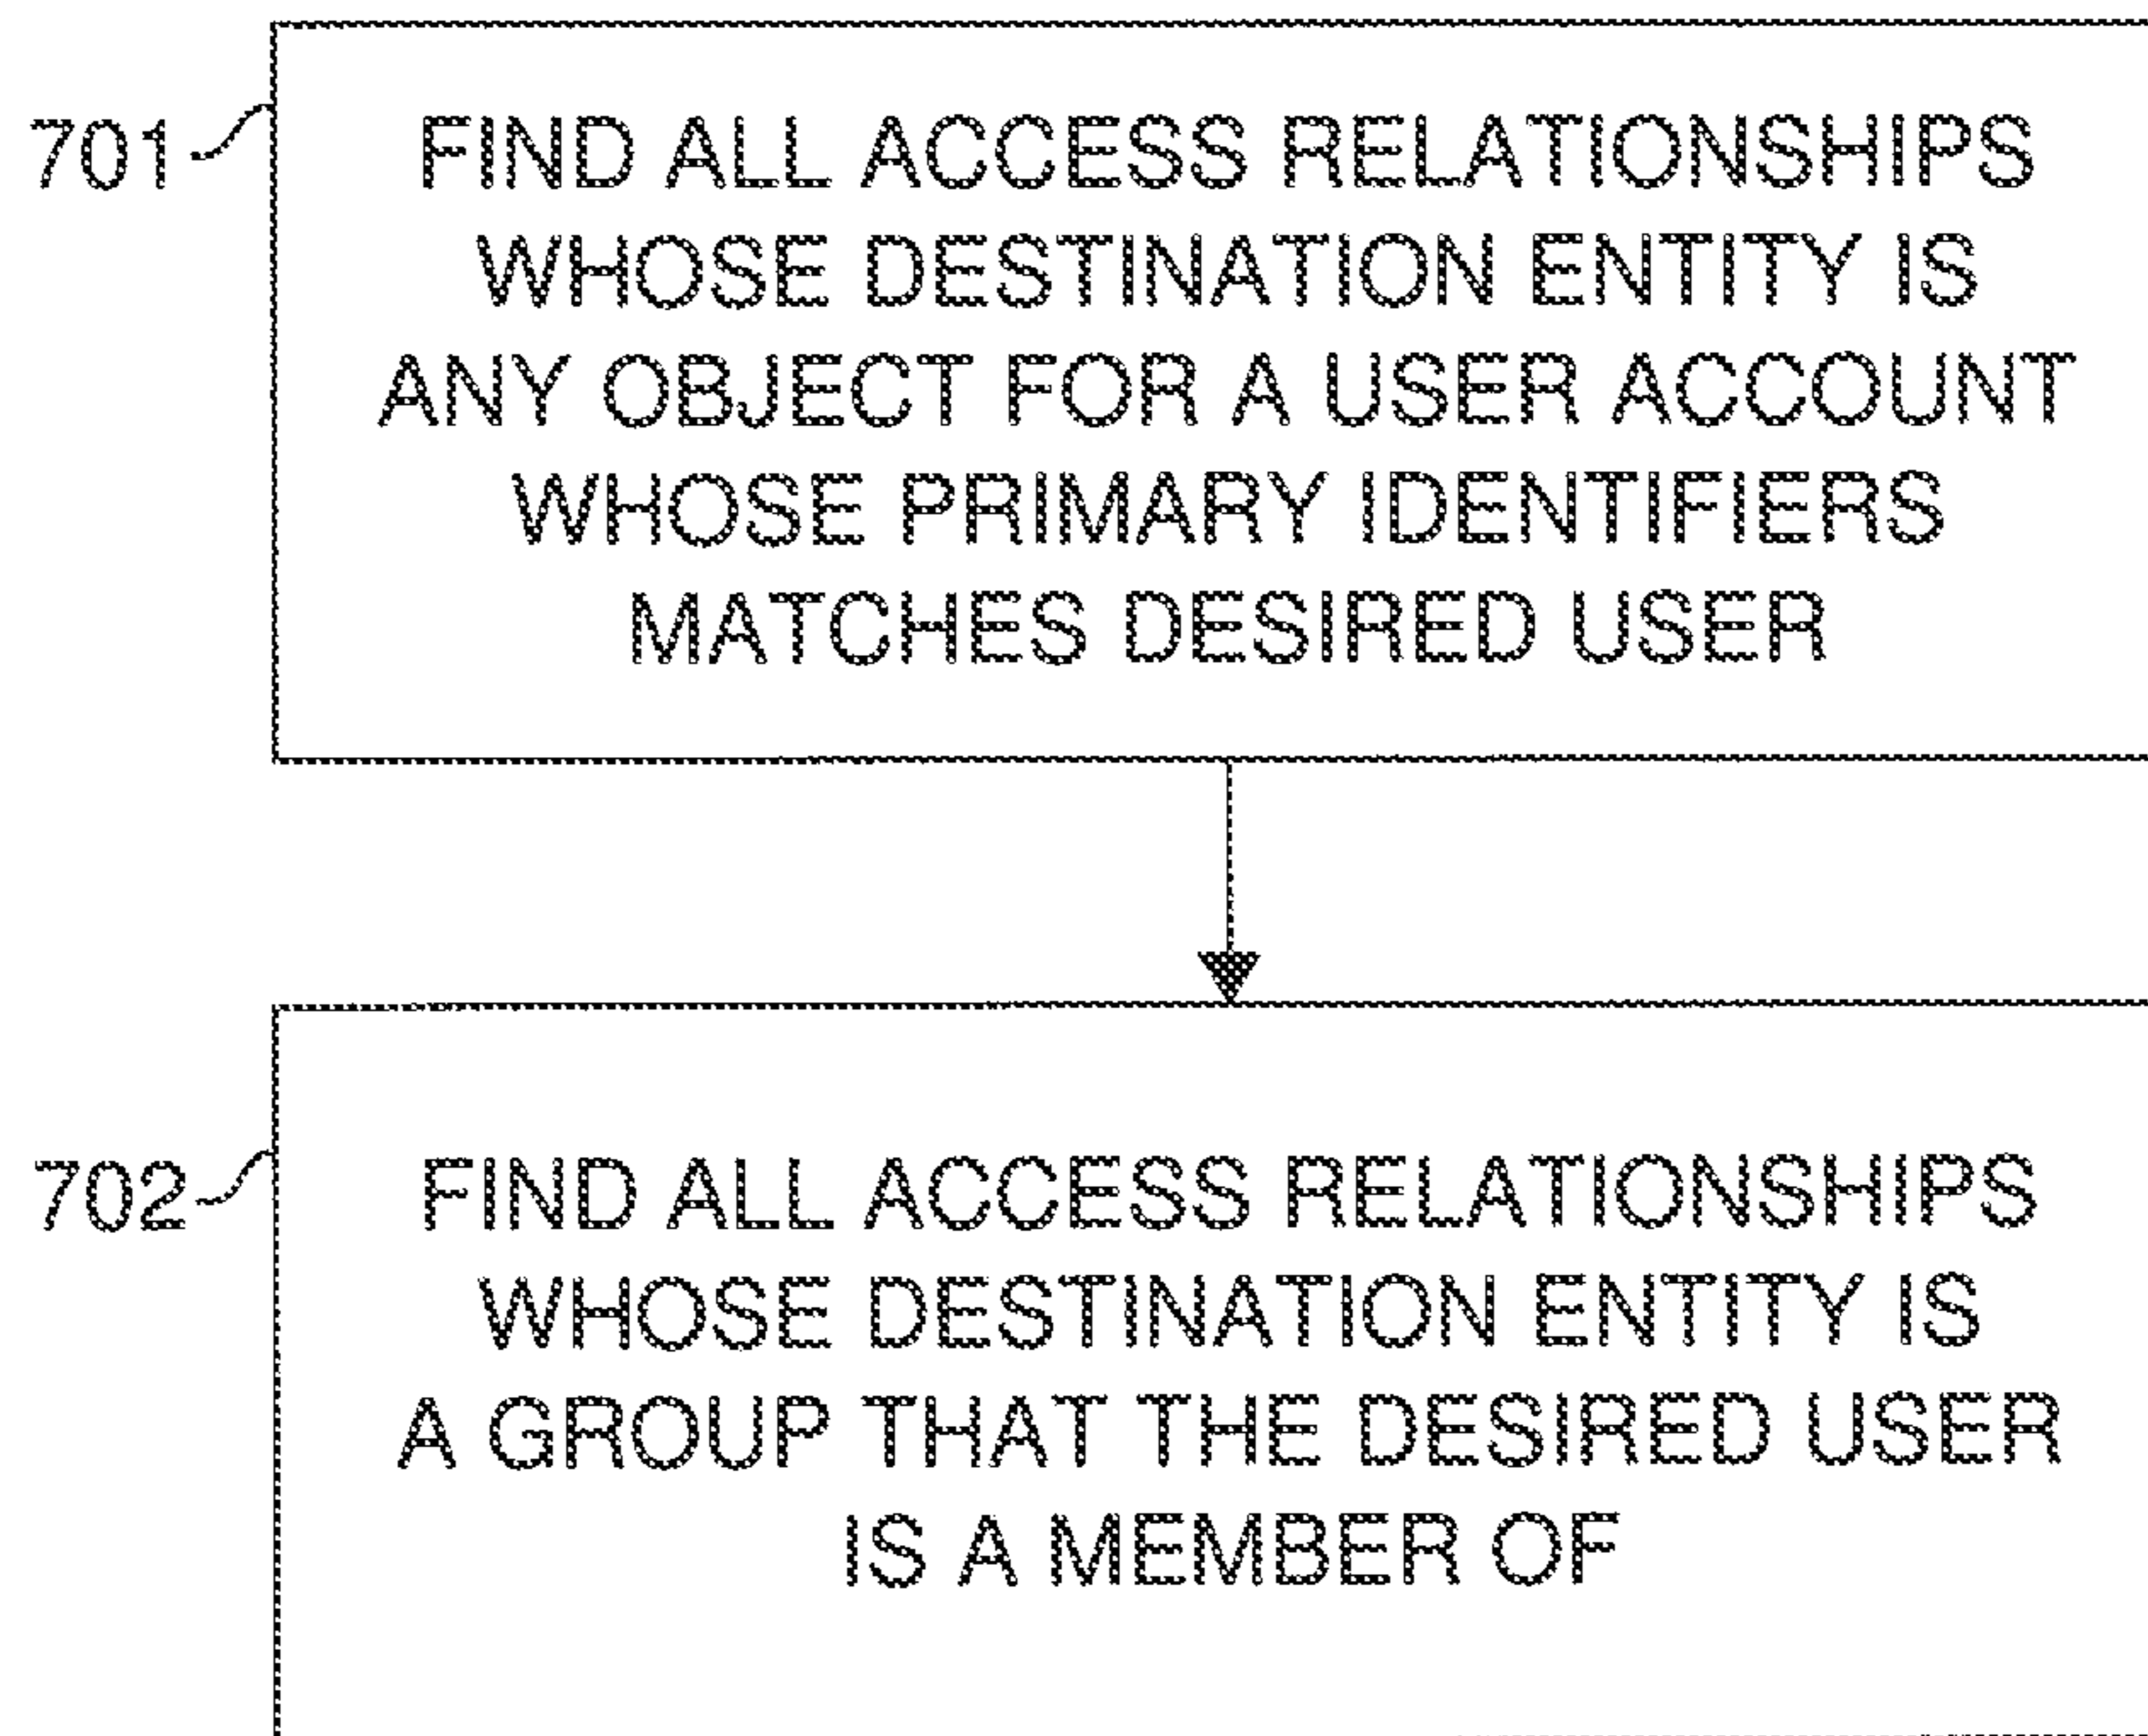 701
FIND ALL ACCESS RELATIONSHIPS
WHOSE DESTINATION ENTITY IS
ANY OBJECT FOR A USER ACCOUNT
WHOSE PRIMARY IDENTIFIERS
MATCHES DESIRED USER
702
FIND ALL ACCESS RELATIONSHIPS
WHOSE DESTINATION ENTITY IS
A GROUP THAT THE DESIRED USER
IS A MEMBER OF